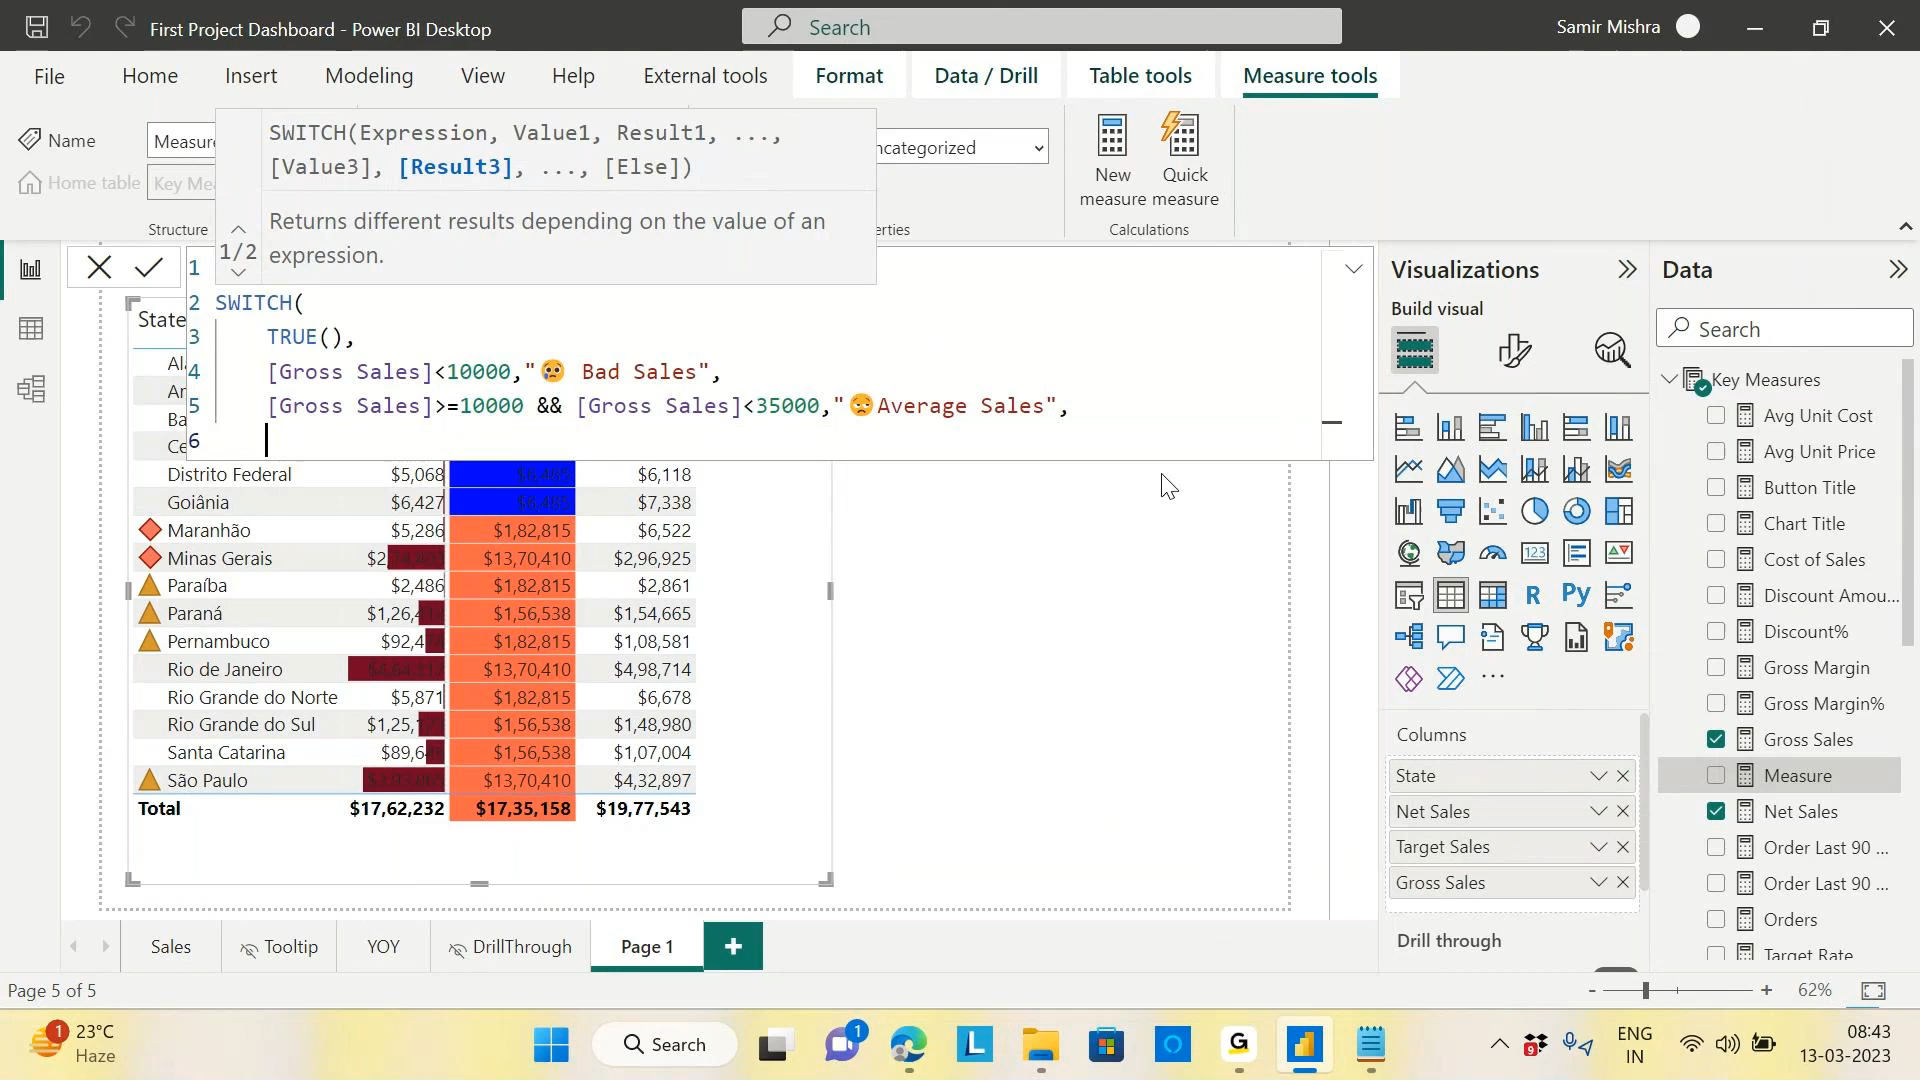 First Project Dashboard - Power BI Desktop
Search
Samir Mishra
File
Home
Insert
Modeling
View
Help
External tools
Format
Data / Drill
Table tools
Measure tools
Name
Measure
Home table
Key Me
Structure
SWITCH(Expression, Value1, Result1, ...,
[Value3], [Result3], ..., [Else])
1/2
Returns different results depending on the value of an
expression.
ncategorized
erties
New
measure
Quick
measure
Calculations
1
2 SWITCH(
3 TRUE(),
4 [Gross Sales]<10000,"😢 Bad Sales",
5 [Gross Sales]>=10000 && [Gross Sales]<35000,"😞Average Sales",
6
State
Distrito Federal $5,068 $6,485 $6,118
Goiânia $6,427 $6,485 $7,338
Maranhão $5,286 $1,82,815 $6,522
Minas Gerais $13,70,410 $2,96,925
Paraíba $2,486 $1,82,815 $2,861
Paraná $1,56,538 $1,54,665
Pernambuco $1,82,815 $1,08,581
Rio de Janeiro $13,70,410 $4,98,714
Rio Grande do Norte $5,871 $1,82,815 $6,678
Rio Grande do Sul $1,56,538 $1,48,980
Santa Catarina $1,56,538 $1,07,004
São Paulo $13,70,410 $4,32,897
Total $17,62,232 $17,35,158 $19,77,543
Visualizations
Build visual
123
R
Py
Columns
State
Net Sales
Target Sales
Gross Sales
Drill through
Data
Search
Key Measures
Avg Unit Cost
Avg Unit Price
Button Title
Chart Title
Cost of Sales
Discount Amou...
Discount%
Gross Margin
Gross Margin%
Gross Sales
Measure
Net Sales
Order Last 90 ...
Order Last 90 ...
Orders
Target Rate
Sales
Tooltip
YOY
DrillThrough
Page 1
Page 5 of 5
62%
1
23°C
Haze
Search
1
L
G
9
ENG
IN
08:43
13-03-2023